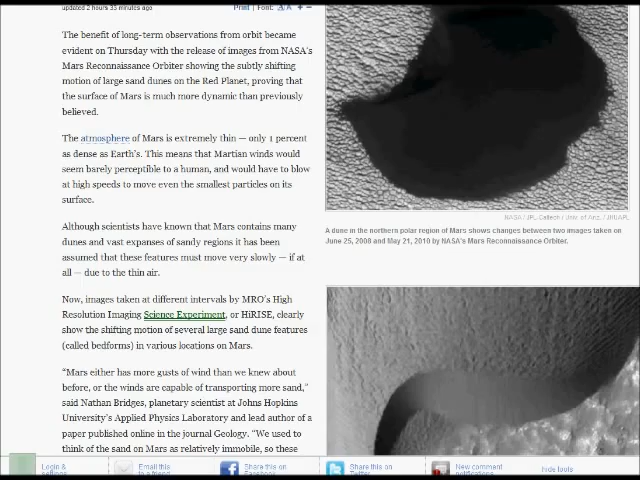 updated 2 hours 33 minutes ago
Print | Font: A A + -
The benefit of long-term observations from orbit became
evident on Thursday with the release of images from NASA's
Mars Reconnaissance Orbiter showing the subtly shifting
motion of large sand dunes on the Red Planet, proving that
the surface of Mars is much more dynamic than previously
believed.
The atmosphere of Mars is extremely thin — only 1 percent
as dense as Earth's. This means that Martian winds would
seem barely perceptible to a human, and would have to blow
at high speeds to move even the smallest particles on its
surface.
Although scientists have known that Mars contains many
dunes and vast expanses of sandy regions it has been
assumed that these features must move very slowly — if at
all — due to the thin air.
Now, images taken at different intervals by MRO's High
Resolution Imaging Science Experiment, or HiRISE, clearly
show the shifting motion of several large sand dune features
(called bedforms) in various locations on Mars.
“Mars either has more gusts of wind than we knew about
before, or the winds are capable of transporting more sand,”
said Nathan Bridges, planetary scientist at Johns Hopkins
University's Applied Physics Laboratory and lead author of a
paper published online in the journal Geology. “We used to
think of the sand on Mars as relatively immobile, so these
NASA / JPL-Caltech / Univ. of Ariz. / JHUAPL
A dune in the northern polar region of Mars shows changes between two images taken on
June 25, 2008 and May 21, 2010 by NASA's Mars Reconnaissance Orbiter.
Login &
settings
Email this
to a friend
Share this on
Facebook
Share this on
Twitter
New comment
notifications
hide tools